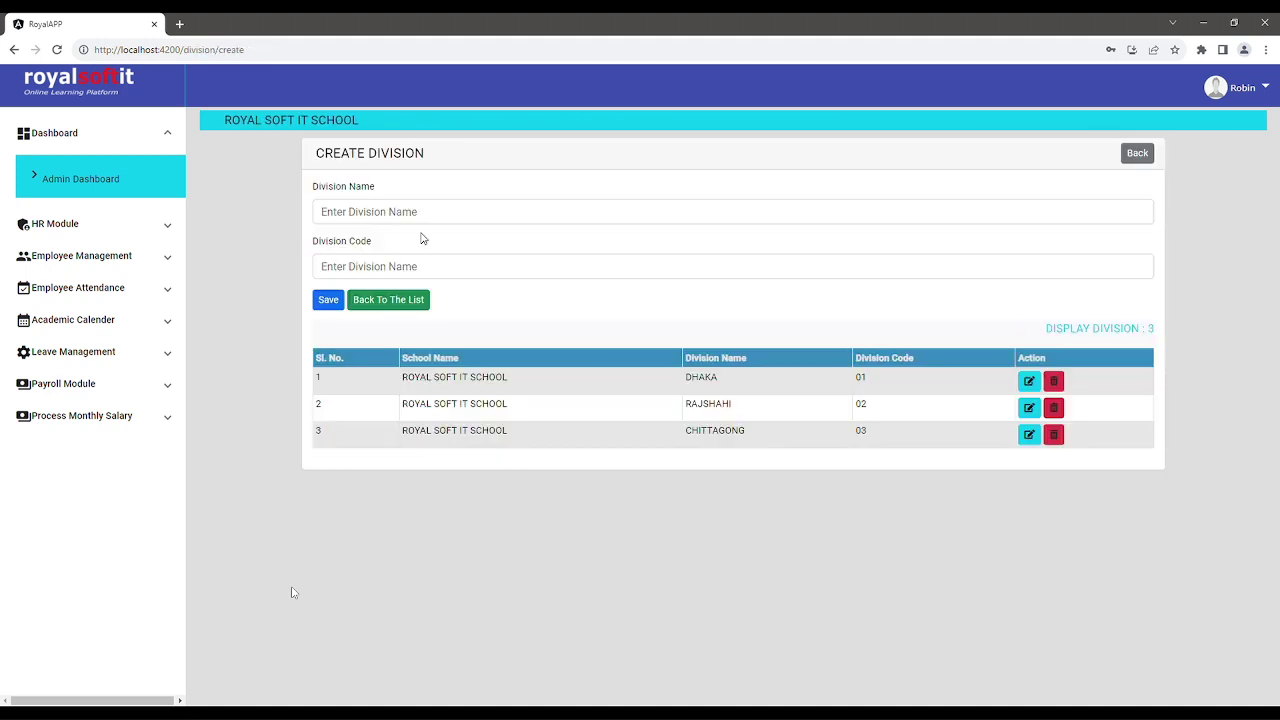 RoyalAPP
http://localhost:4200/division/create
royalsoftit
Online Learning Platform
Robin
Dashboard
Admin Dashboard
HR Module
Employee Management
Employee Attendance
Academic Calender
Leave Management
Payroll Module
Process Monthly Salary
ROYAL SOFT IT SCHOOL
CREATE DIVISION
Back
Division Name
Enter Division Name
Division Code
Enter Division Name
Save Back To The List
DISPLAY DIVISION : 3
Sl. No. School Name Division Name Division Code Action
1 ROYAL SOFT IT SCHOOL DHAKA 01
2 ROYAL SOFT IT SCHOOL RAJSHAHI 02
3 ROYAL SOFT IT SCHOOL CHITTAGONG 03